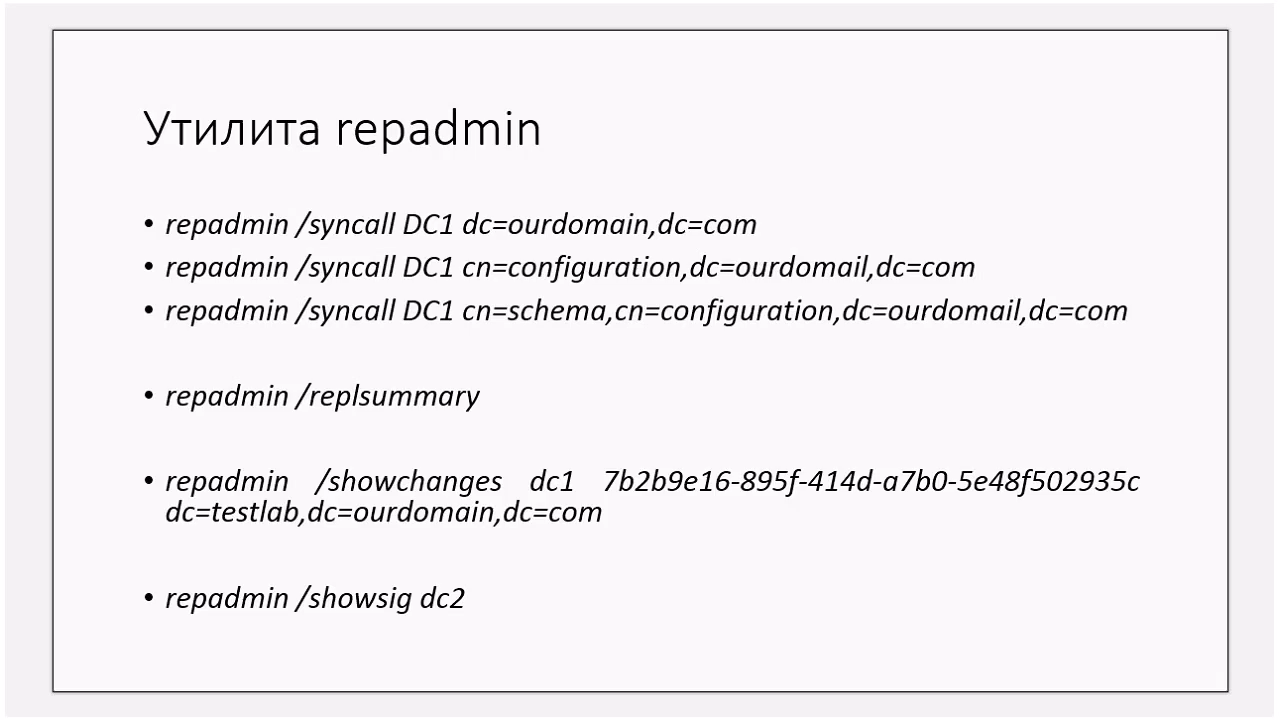 Утилита repadmin
• repadmin /syncall DC1 dc=ourdomain,dc=com
• repadmin /syncall DC1 cn=configuration,dc=ourdomail,dc=com
• repadmin /syncall DC1 cn=schema,cn=configuration,dc=ourdomail,dc=com
• repadmin /replsummary
• repadmin /showchanges dc1 7b2b9e16-895f-414d-a7b0-5e48f502935c
dc=testlab,dc=ourdomain,dc=com
• repadmin /showsig dc2